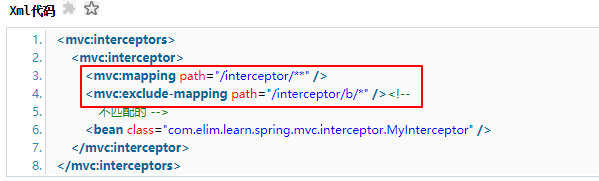 Xml代码
1. <mvc:interceptors>
2. <mvc:interceptor>
3. <mvc:mapping path="/interceptor/**" />
4. <mvc:exclude-mapping path="/interceptor/b/*" /><!--
5. 不匹配的 -->
6. <bean class="com.elim.learn.spring.mvc.interceptor.MyInterceptor" />
7. </mvc:interceptor>
8. </mvc:interceptors>